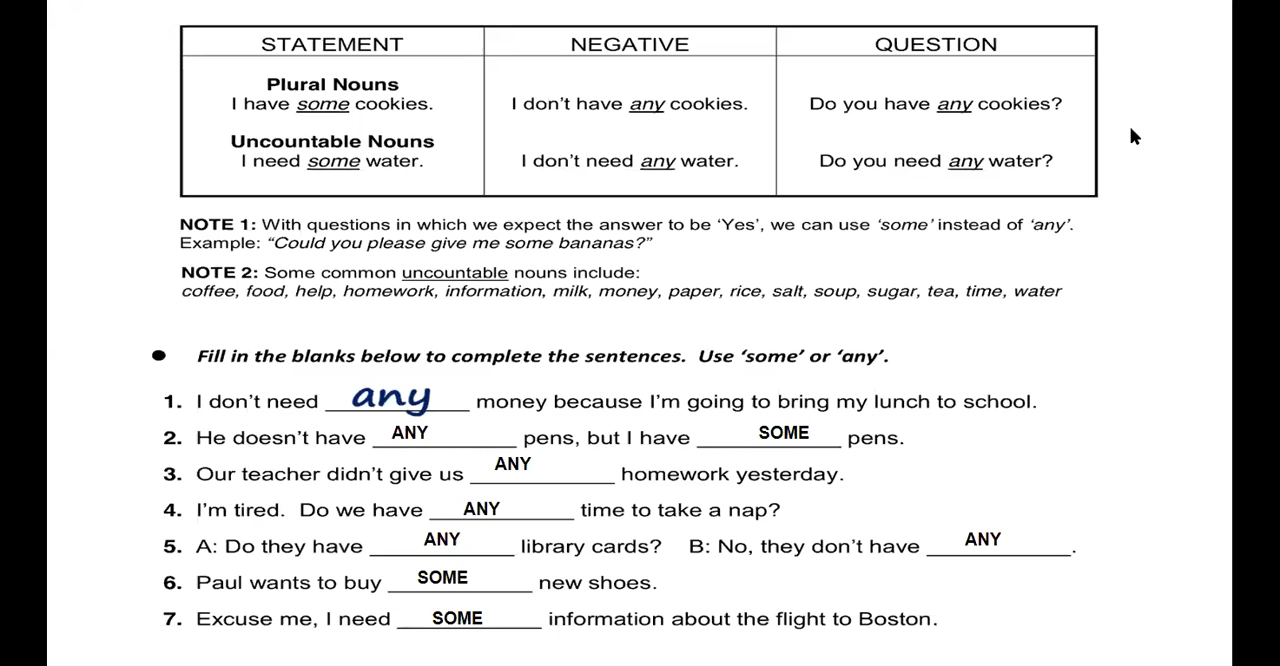 STATEMENT NEGATIVE QUESTION
Plural Nouns
I have some cookies. I don't have any cookies. Do you have any cookies?
Uncountable Nouns
I need some water. I don't need any water. Do you need any water?
NOTE 1: With questions in which we expect the answer to be ‘Yes’, we can use ‘some’ instead of ‘any’.
Example: “Could you please give me some bananas?”
NOTE 2: Some common uncountable nouns include:
coffee, food, help, homework, information, milk, money, paper, rice, salt, soup, sugar, tea, time, water
● Fill in the blanks below to complete the sentences. Use ‘some’ or ‘any’.
1. I don't need any money because I'm going to bring my lunch to school.
2. He doesn't have ANY pens, but I have SOME pens.
3. Our teacher didn't give us ANY homework yesterday.
4. I'm tired. Do we have ANY time to take a nap?
5. A: Do they have ANY library cards? B: No, they don't have ANY.
6. Paul wants to buy SOME new shoes.
7. Excuse me, I need SOME information about the flight to Boston.